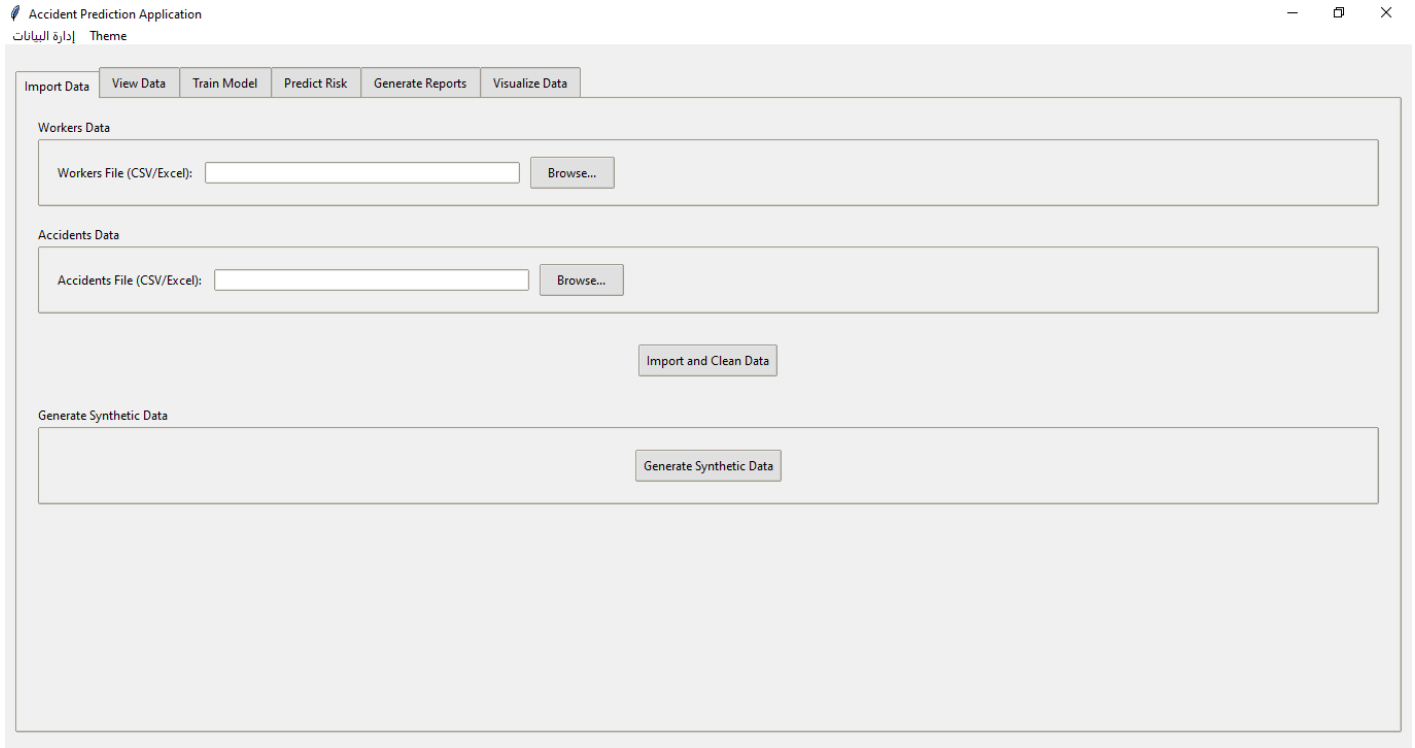 Accident Prediction Application
إدارة البيانات Theme
Import Data View Data Train Model Predict Risk Generate Reports Visualize Data
Workers Data
Workers File (CSV/Excel): Browse...
Accidents Data
Accidents File (CSV/Excel): Browse...
Import and Clean Data
Generate Synthetic Data
Generate Synthetic Data